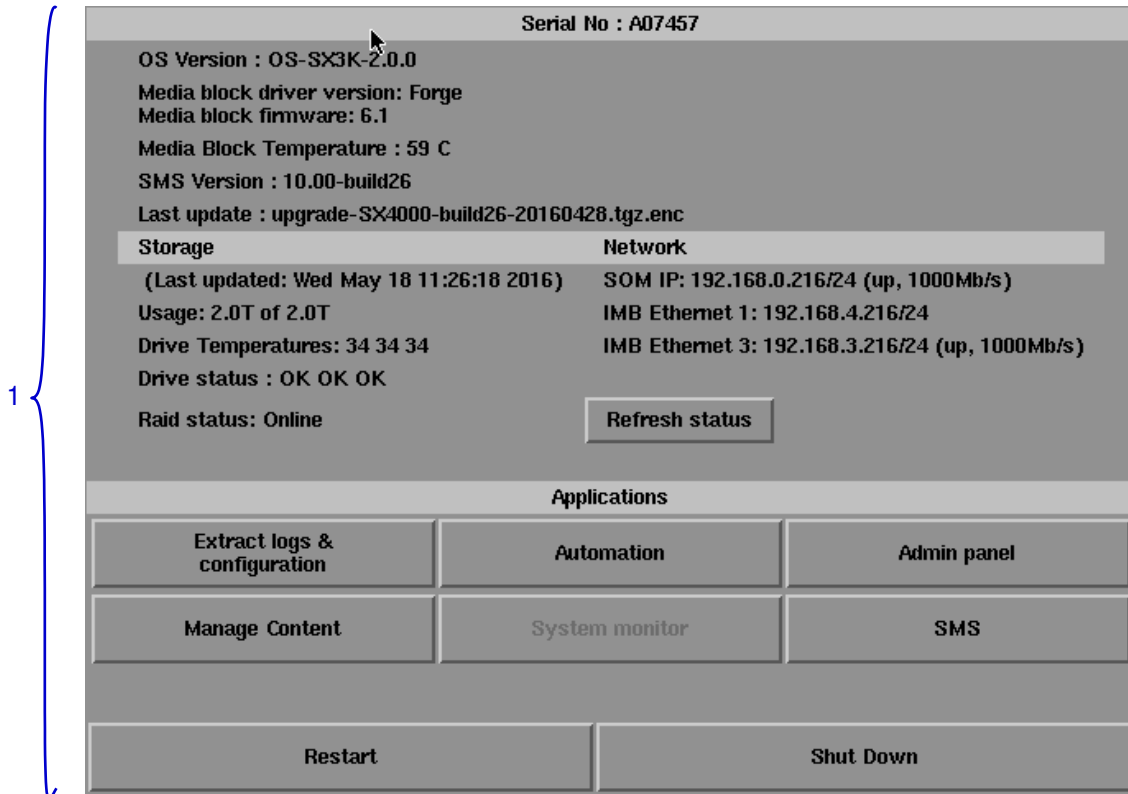 Serial No : A07457
OS Version : OS-SX3K-2.0.0
Media block driver version: Forge
Media block firmware: 6.1
Media Block Temperature : 59 C
SMS Version : 10.00-build26
Last update : upgrade-SX4000-build26-20160428.tgz.enc
Storage
Network
(Last updated: Wed May 18 11:26:18 2016)
SOM IP: 192.168.0.216/24 (up, 1000Mb/s)
Usage: 2.0T of 2.0T
IMB Ethernet 1: 192.168.4.216/24
Drive Temperatures: 34 34 34
IMB Ethernet 3: 192.168.3.216/24 (up, 1000Mb/s)
Drive status : OK OK OK
1
Raid status: Online
Refresh status
Applications
Extract logs &
configuration
Automation
Admin panel
Manage Content
System monitor
SMS
Restart
Shut Down